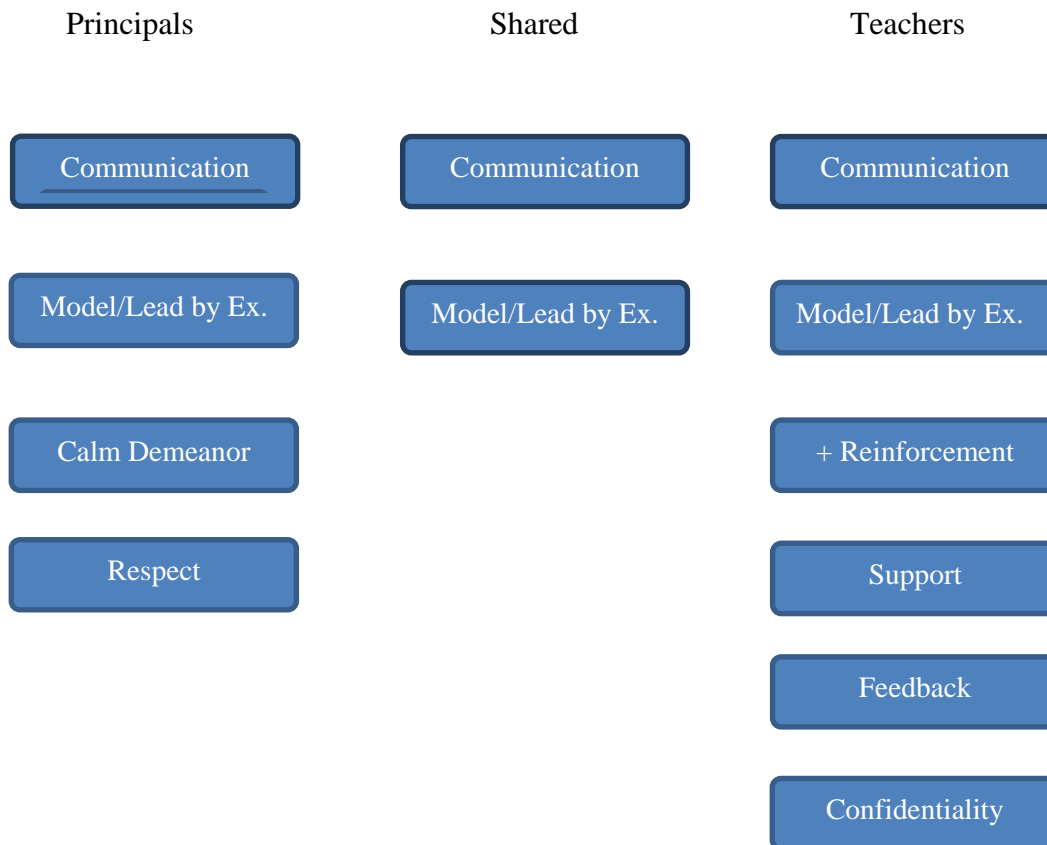 Principals
Shared
Teachers
Communication
Communication
Communication
Model/Lead by Ex.
Model/Lead by Ex.
Model/Lead by Ex.
Calm Demeanor
+ Reinforcement
Respect
Support
Feedback
Confidentiality